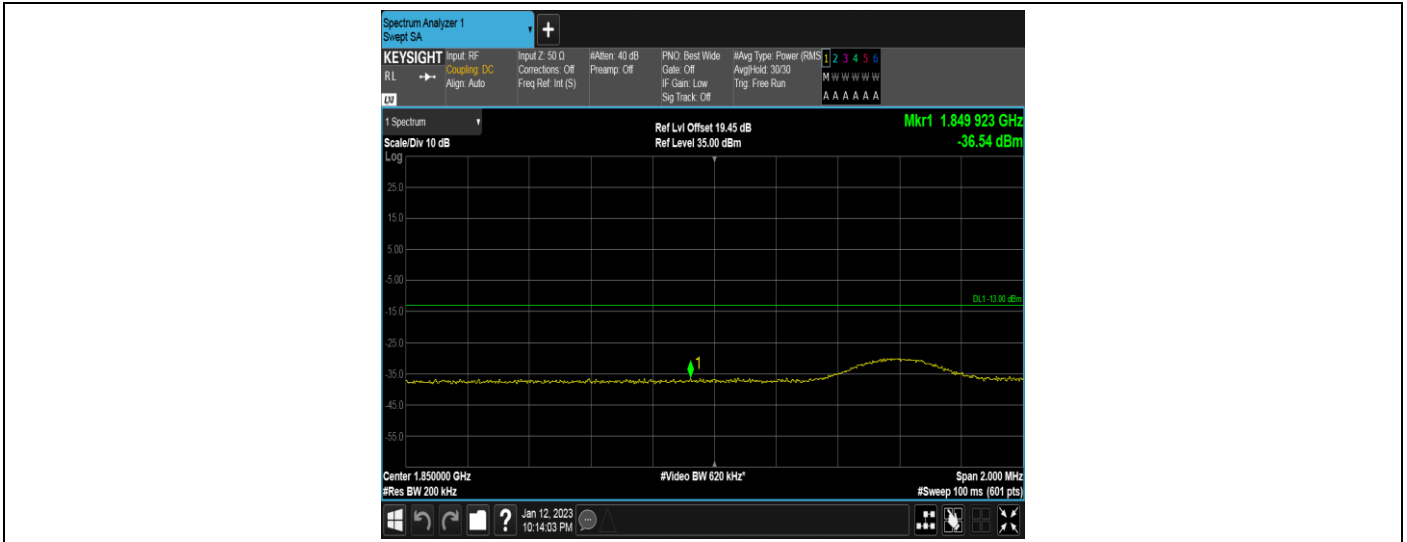 Spectrum Analyzer 1
Swept SA
KEYSIGHT
RL
LXI
Input: RF
Coupling: DC
Align: Auto
Input Z: 50 Ω
Corrections: Off
Freq Ref: Int (S)
#Atten: 40 dB
Preamp: Off
PNO: Best Wide
Gate: Off
IF Gain: Low
Sig Track: Off
#Avg Type: Power (RMS
Avg|Hold: 30/30
Trig: Free Run
1 2 3 4 5 6
M W W W W W
A A A A A A
1 Spectrum
Scale/Div 10 dB
Ref Lvl Offset 19.45 dB
Ref Level 35.00 dBm
Mkr1 1.849 923 GHz
-36.54 dBm
Log
25.0
15.0
5.00
-5.00
DL1 -13.00 dBm
-15.0
-25.0
1
-35.0
-45.0
-55.0
Center 1.850000 GHz
#Video BW 620 kHz*
Span 2.000 MHz
#Res BW 200 kHz
#Sweep 100 ms (601 pts)
?
Jan 12, 2023
10:14:03 PM